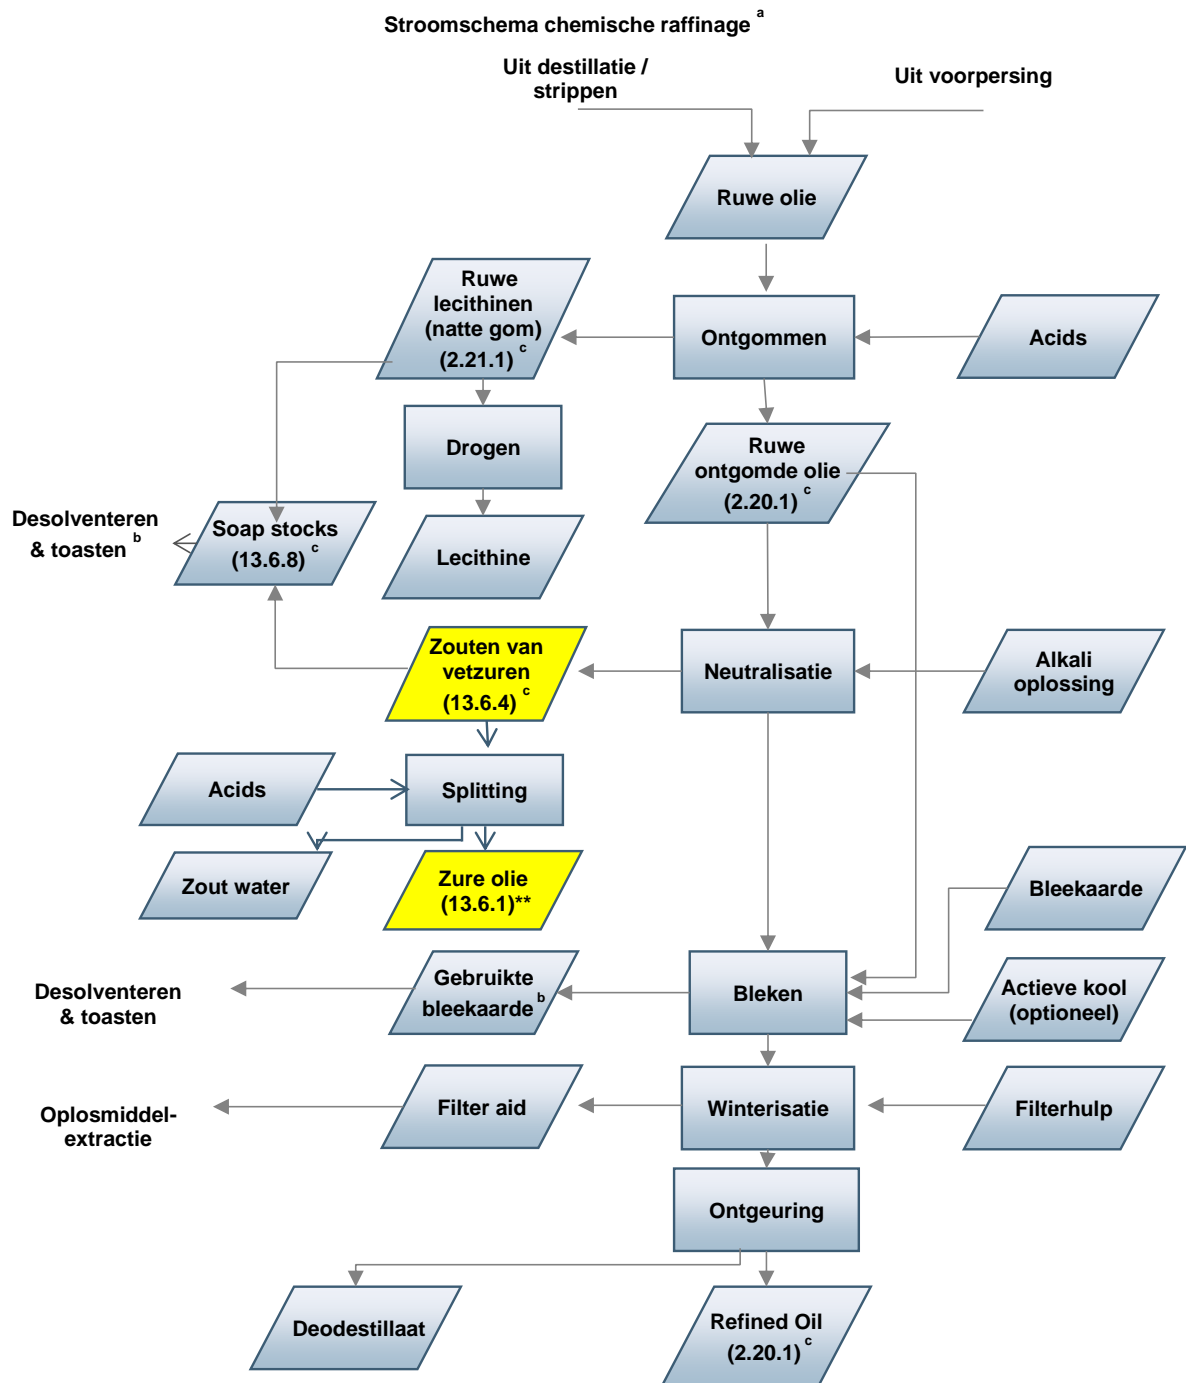 Stroomschema chemische raffinage a
Uit destillatie /
strippen
Uit voorpersing
Ruwe olie
Ruwe
lecithinen
(natte gom)
(2.21.1) c
Ontgommen
Acids
Drogen
Ruwe
ontgomde olie
(2.20.1) c
Desolventeren
& toasten b
Soap stocks
(13.6.8) c
Lecithine
Zouten van
vetzuren
(13.6.4) c
Neutralisatie
Alkali
oplossing
Acids
Splitting
Zout water
Zure olie
(13.6.1)**
Bleekaarde
Desolventeren
& toasten
Gebruikte
bleekaarde b
Bleken
Actieve kool
(optioneel)
Oplosmiddel-
extractie
Filter aid
Winterisatie
Filterhulp
Ontgeuring
Deodestillaat
Refined Oil
(2.20.1) c